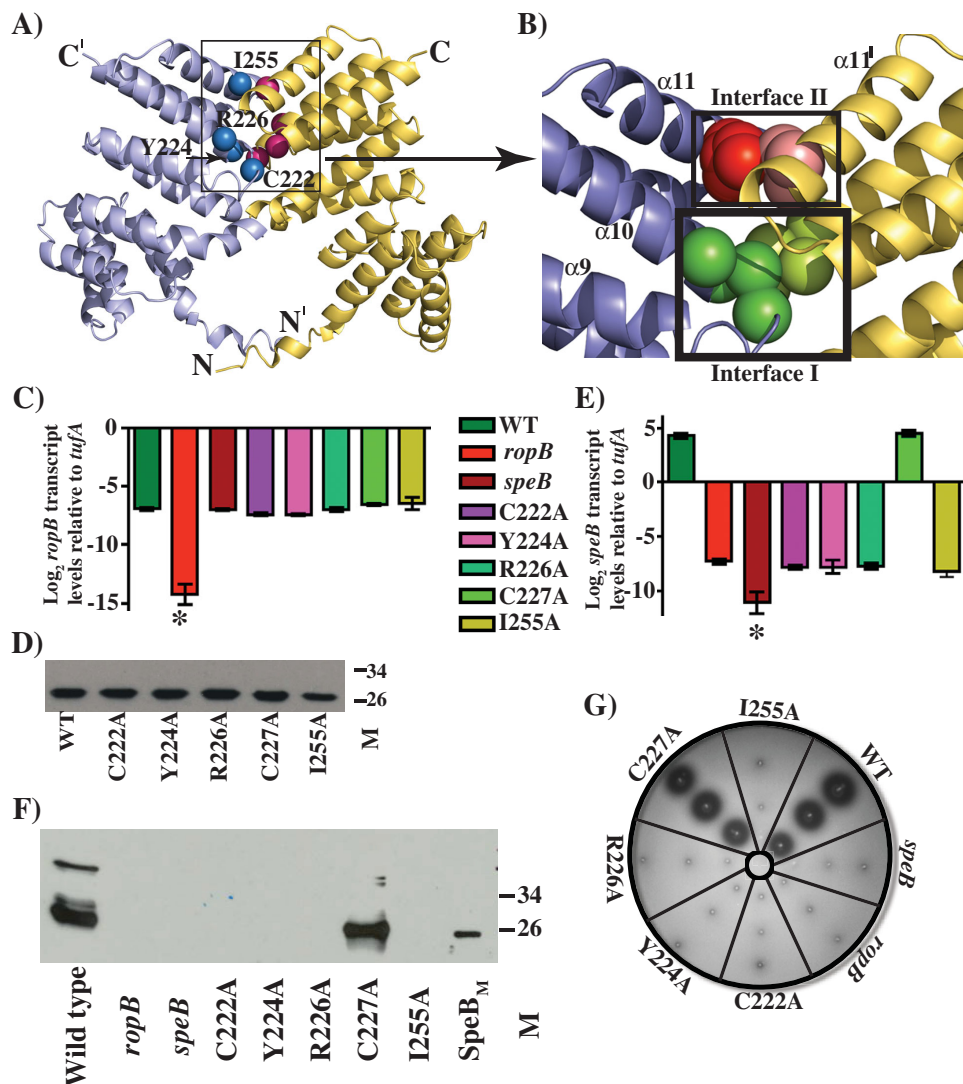 A)
C' I255 C
R226
Y224
C222
N' N
B)
α11 α11'
Interface II
α10
α9
Interface I
C)
0
-5
-10
-15
Log2 ropB transcript
levels relative to tufA
*
WT
ropB
speB
C222A
Y224A
R226A
C227A
I255A
E)
5
0
-5
-10
Log2 speB transcript
levels relative to tufA
*
D)
34
26
WT C222A Y224A R226A C227A I255A M
F)
34
26
Wild type ropB speB C222A Y224A R226A C227A I255A SpeBM M
G)
I255A
WT
speB
ropB
C222A
Y224A
R226A
C227A